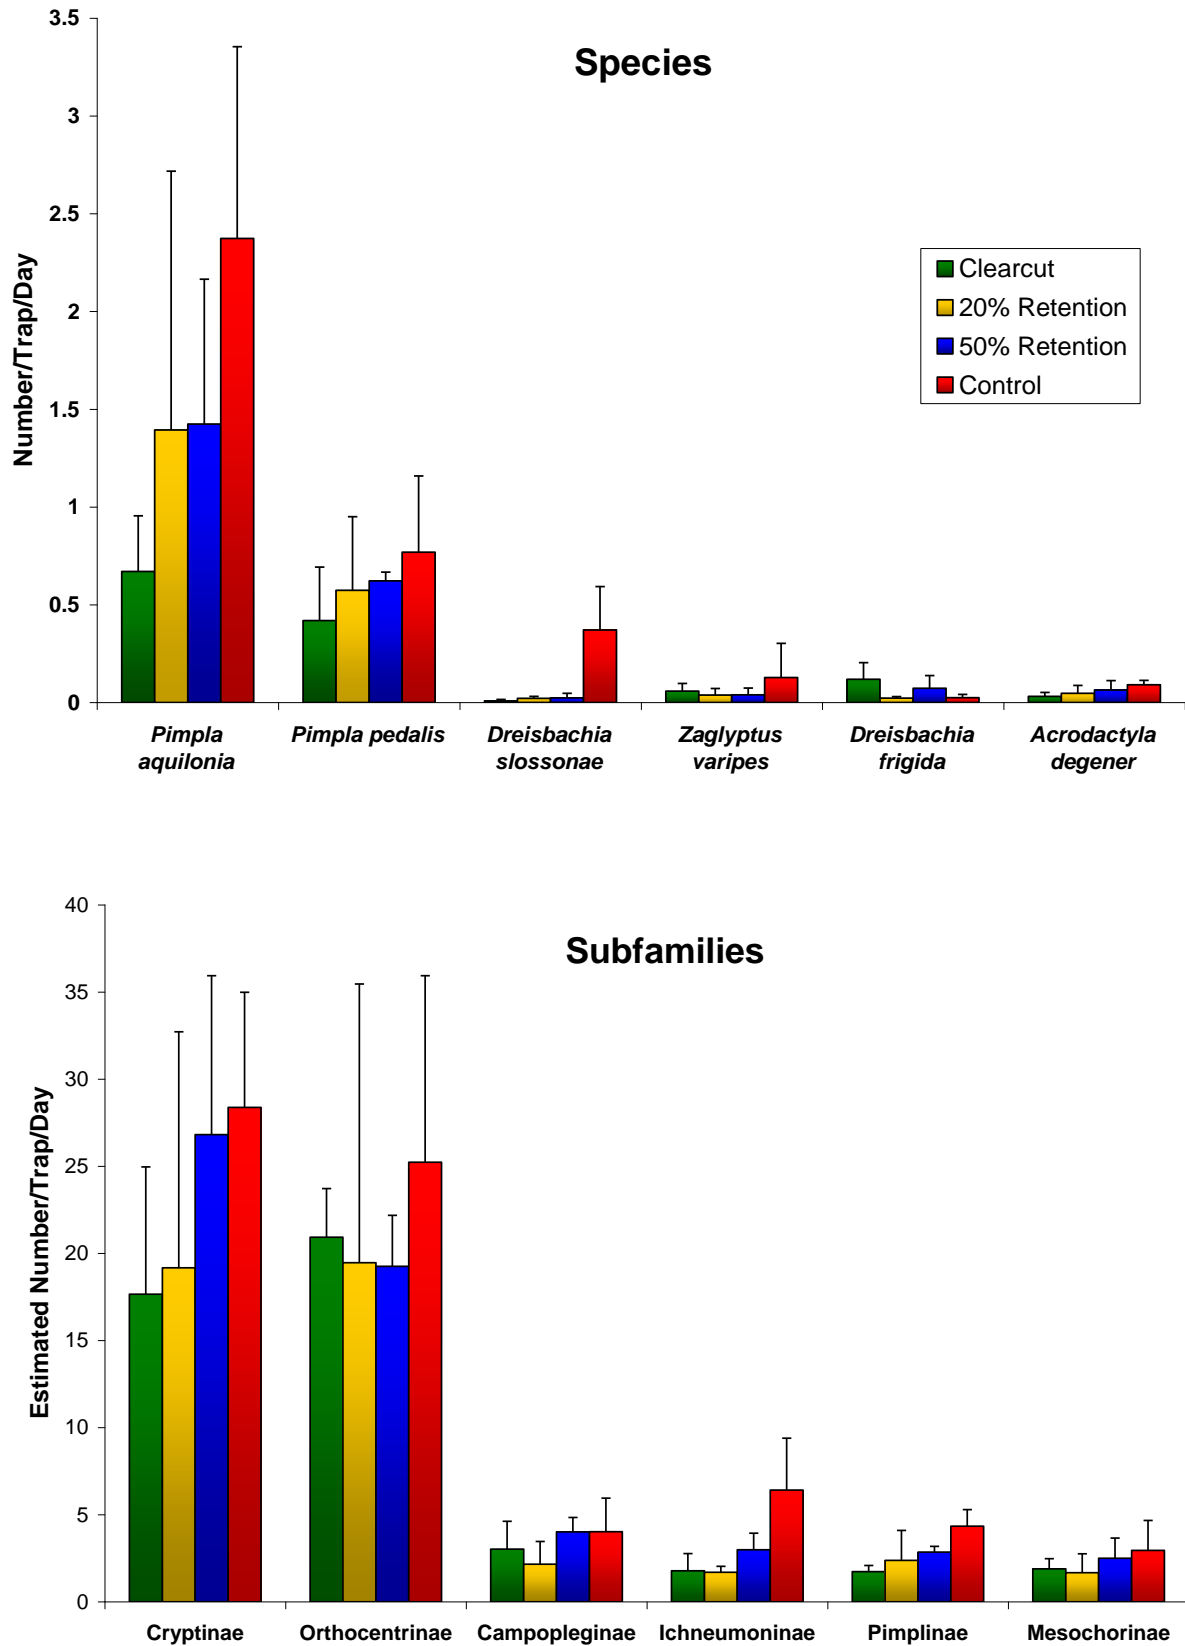 Species
3.5
3
2.5
2
1.5
1
0.5
0
Number/Trap/Day
Clearcut
20% Retention
50% Retention
Control
Pimpla
aquilonia
Pimpla pedalis
Dreisbachia
slossonae
Zaglyptus
varipes
Dreisbachia
frigida
Acrodactyla
degener
Subfamilies
40
35
30
25
20
15
10
5
0
Estimated Number/Trap/Day
Cryptinae
Orthocentrinae
Campopleginae
Ichneumoninae
Pimplinae
Mesochorinae